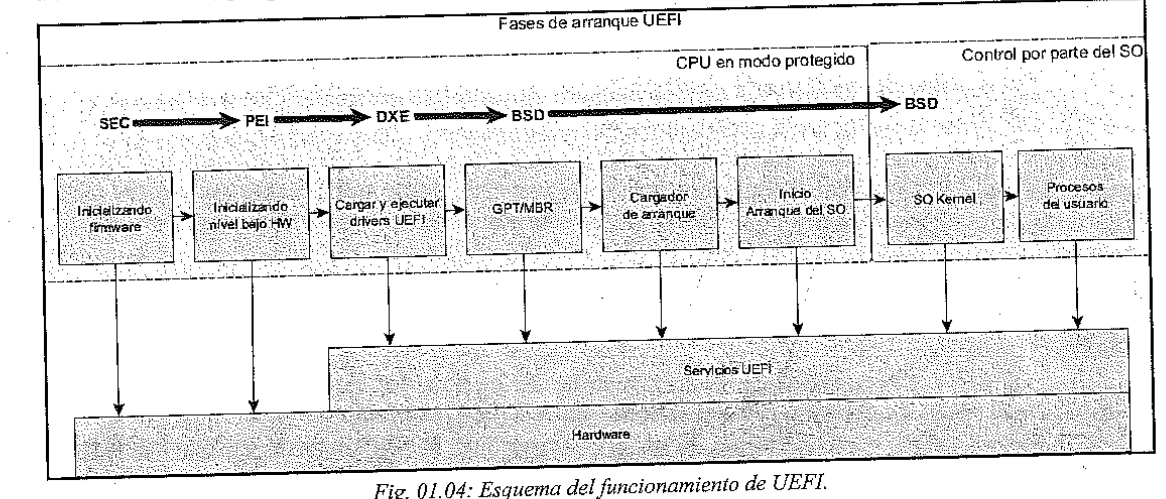 Fases de arranque UEFI
CPU en modo protegido
Control por parte del SO
SEC PEI DXE BSD BSD
Inicializando
firmware
Inicializando
nivel bajo HW
Cargar y ejecutar
drivers UEFI
GPT/MBR
Cargador
de arranque
Inicio
Arranque del SO
SO Kernel
Procesos
del usuario
Servicios UEFI
Hardware
Fig. 01.04: Esquema del funcionamiento de UEFI.